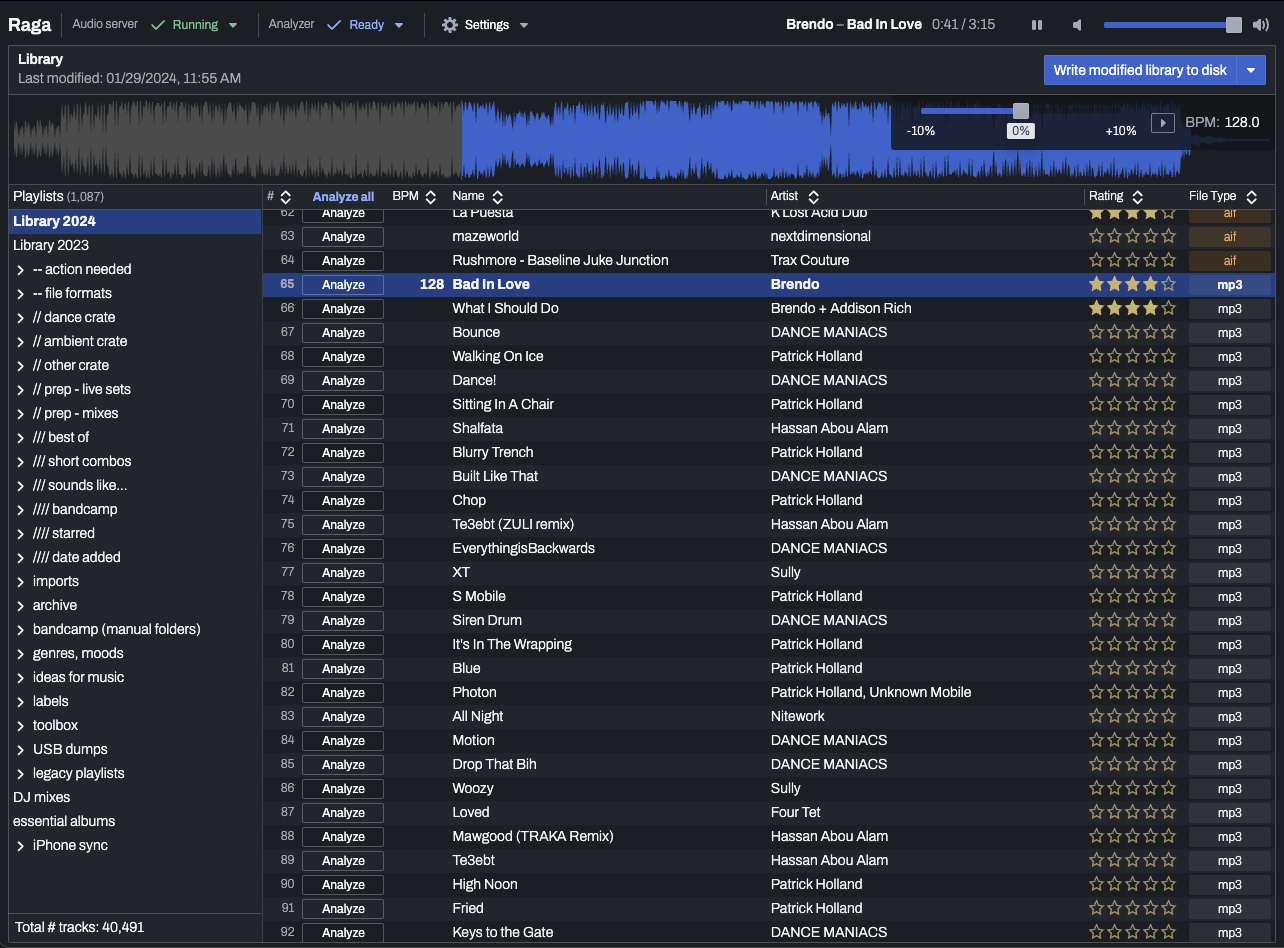 Raga Audio server Running Analyzer Ready Settings Brendo – Bad In Love 0:41 / 3:15
Library
Last modified: 01/29/2024, 11:55 AM
Write modified library to disk
-10% 0% +10% BPM: 128.0
Playlists (1,087)
Library 2024
Library 2023
-- action needed
-- file formats
// dance crate
// ambient crate
// other crate
// prep - live sets
// prep - mixes
/// best of
/// short combos
/// sounds like...
//// bandcamp
//// starred
//// date added
imports
archive
bandcamp (manual folders)
genres, moods
ideas for music
labels
toolbox
USB dumps
legacy playlists
DJ mixes
essential albums
iPhone sync
Total # tracks: 40,491
# Analyze all BPM Name Artist Rating File Type
62 Analyze La Puesta K Lost Acid Dub aif
63 Analyze mazeworld nextdimensional aif
64 Analyze Rushmore - Baseline Juke Junction Trax Couture aif
65 Analyze 128 Bad In Love Brendo mp3
66 Analyze What I Should Do Brendo + Addison Rich mp3
67 Analyze Bounce DANCE MANIACS mp3
68 Analyze Walking On Ice Patrick Holland mp3
69 Analyze Dance! DANCE MANIACS mp3
70 Analyze Sitting In A Chair Patrick Holland mp3
71 Analyze Shalfata Hassan Abou Alam mp3
72 Analyze Blurry Trench Patrick Holland mp3
73 Analyze Built Like That DANCE MANIACS mp3
74 Analyze Chop Patrick Holland mp3
75 Analyze Te3ebt (ZULI remix) Hassan Abou Alam mp3
76 Analyze EverythingisBackwards DANCE MANIACS mp3
77 Analyze XT Sully mp3
78 Analyze S Mobile Patrick Holland mp3
79 Analyze Siren Drum DANCE MANIACS mp3
80 Analyze It's In The Wrapping Patrick Holland mp3
81 Analyze Blue Patrick Holland mp3
82 Analyze Photon Patrick Holland, Unknown Mobile mp3
83 Analyze All Night Nitework mp3
84 Analyze Motion DANCE MANIACS mp3
85 Analyze Drop That Bih DANCE MANIACS mp3
86 Analyze Woozy Sully mp3
87 Analyze Loved Four Tet mp3
88 Analyze Mawgood (TRAKA Remix) Hassan Abou Alam mp3
89 Analyze Te3ebt Hassan Abou Alam mp3
90 Analyze High Noon Patrick Holland mp3
91 Analyze Fried Patrick Holland mp3
92 Analyze Keys to the Gate DANCE MANIACS mp3